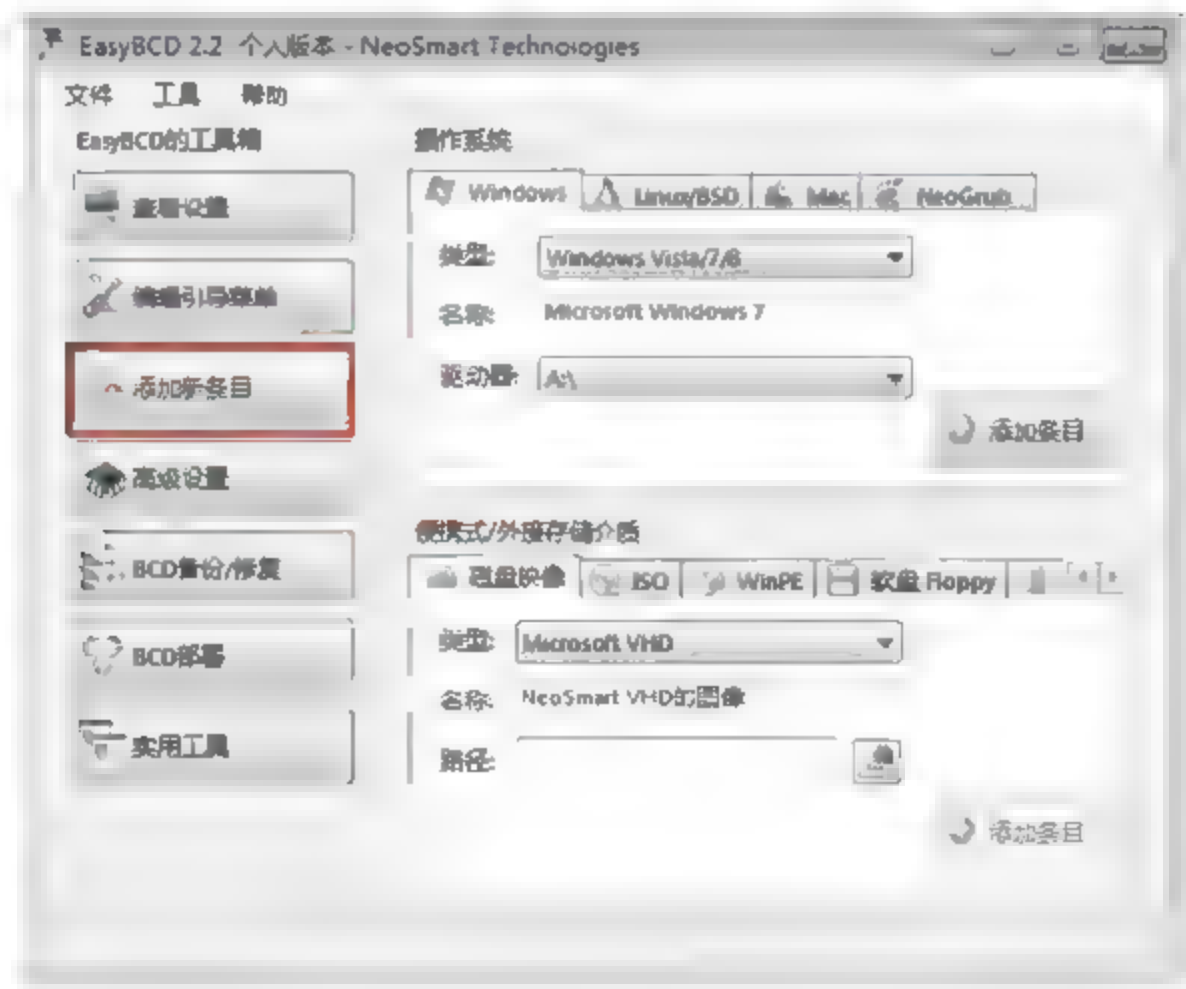 EasyBCD 2.2 个人版本 - NeoSmart Technologies
文件 工具 帮助
EasyBCD的工具箱
查看设置
编辑引导菜单
添加新条目
高级设置
BCD备份/修复
BCD部署
实用工具
操作系统
Windows Linux/BSD Mac NeoGrub
类型: Windows Vista/7/8
名称: Microsoft Windows 7
驱动器: A:\
添加条目
便携式/外接存储介质
磁盘映像 ISO WinPE 软盘 Floppy
类型: Microsoft VHD
名称: NeoSmart VHD的图像
路径:
添加条目